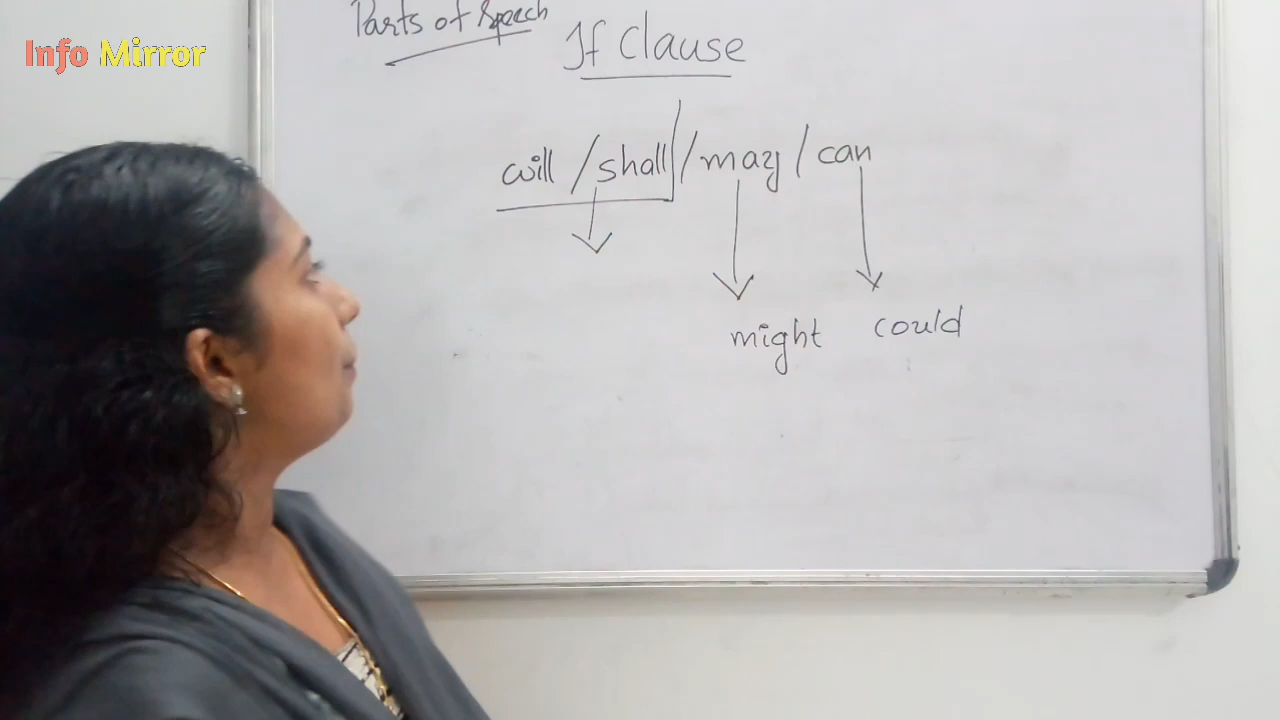 Info Mirror
Parts of Speech
If Clause
will / shall / may / can
might could